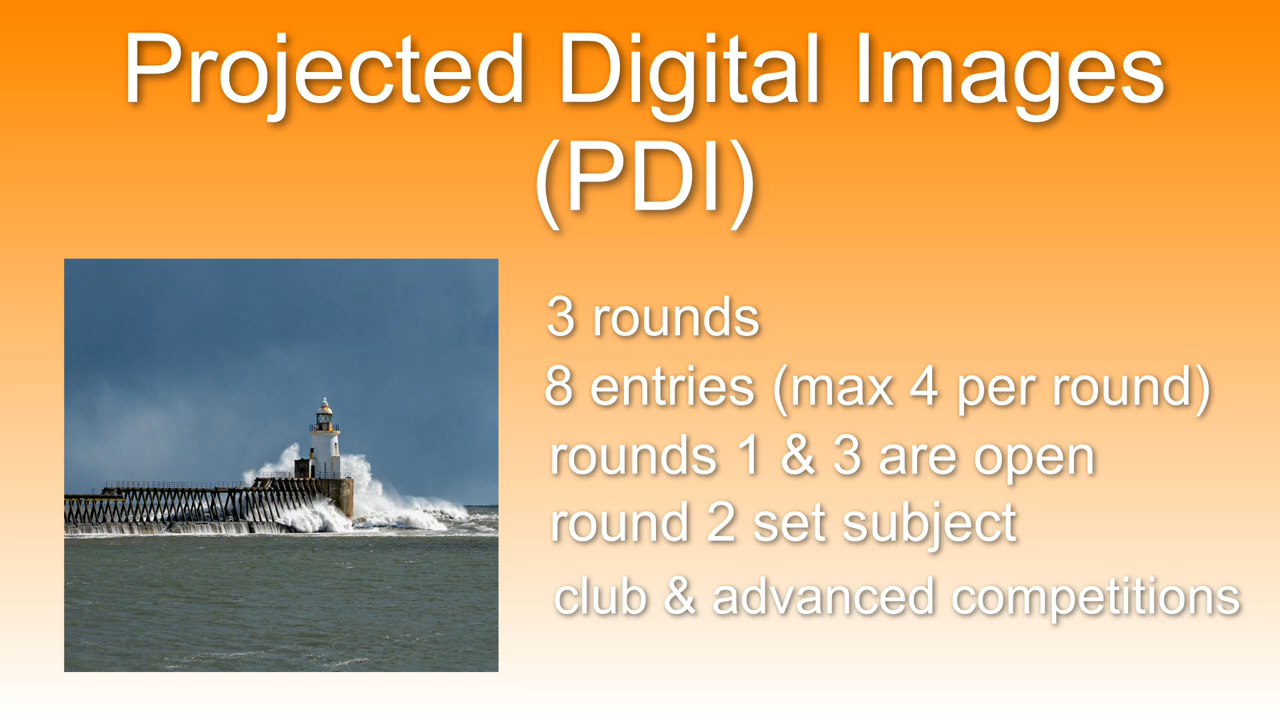 Projected Digital Images
(PDI)
3 rounds
8 entries (max 4 per round)
rounds 1 & 3 are open
round 2 set subject
club & advanced competitions